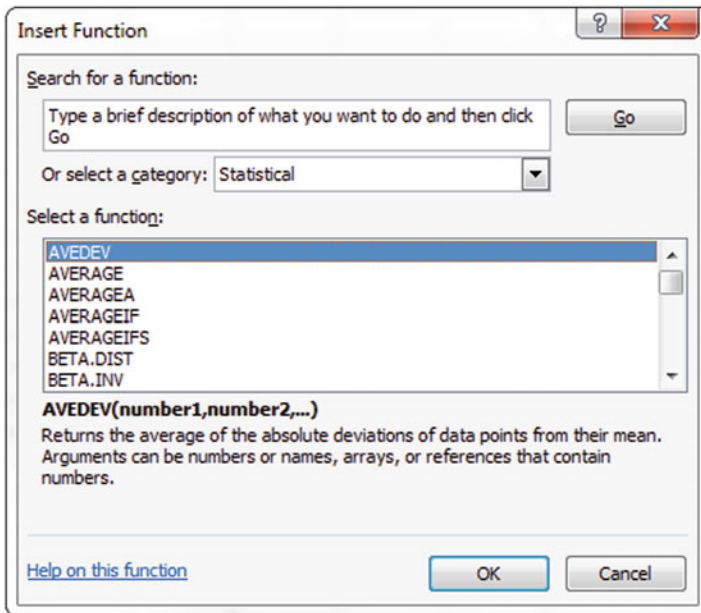 Insert Function
Search for a function:
Type a brief description of what you want to do and then click
Go
Go
Or select a category: Statistical
Select a function:
AVEDEV
AVERAGE
AVERAGEA
AVERAGEIF
AVERAGEIFS
BETA.DIST
BETA.INV
AVEDEV(number1,number2,...)
Returns the average of the absolute deviations of data points from their mean.
Arguments can be numbers or names, arrays, or references that contain
numbers.
Help on this function
OK
Cancel